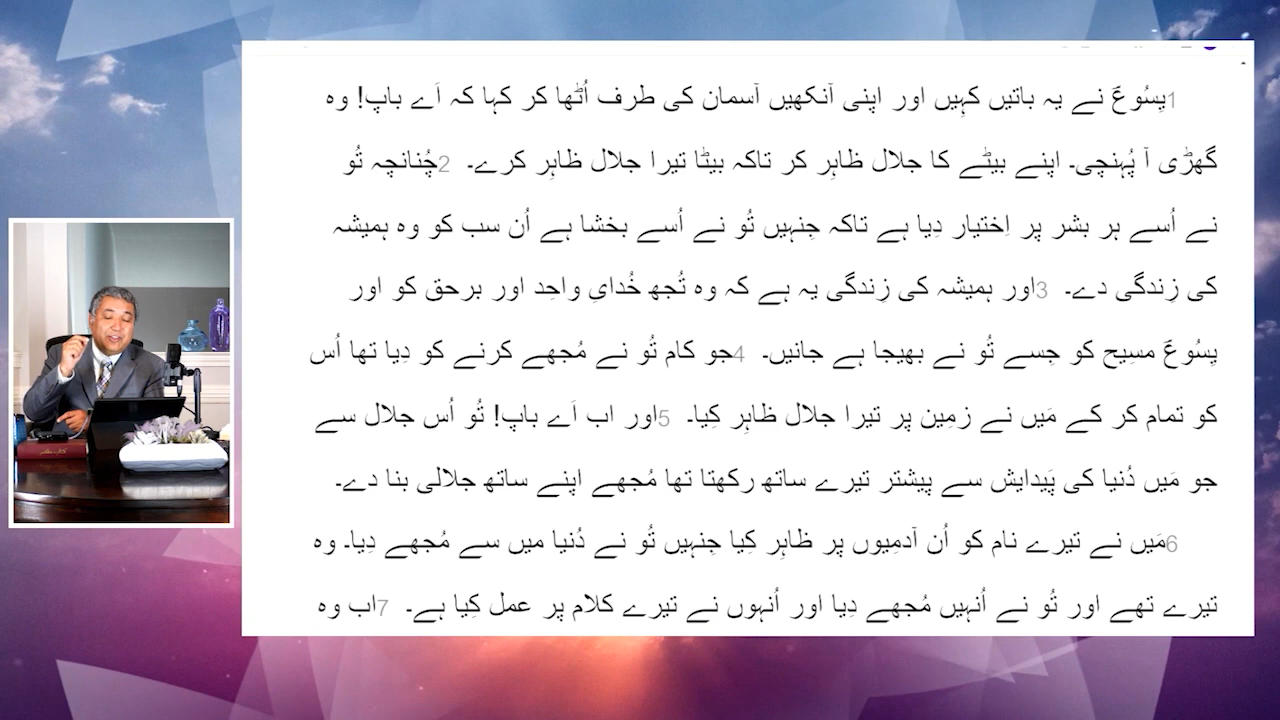 1یِسُوعؔ نے یہ باتیں کہِیں اور اپنی آنکھیں آسمان کی طرف اُٹھا کر کہا کہ اَے باپ! وہ
گھڑی آ پُہنچی۔ اپنے بیٹے کا جلال ظاہِر کر تاکہ بیٹا تیرا جلال ظاہِر کرے۔ 2چُنانچہ تُو
نے اُسے ہر بشر پر اِختیار دِیا ہے تاکہ جِنہیں تُو نے اُسے بخشا ہے اُن سب کو وہ ہمیشہ
کی زِندگی دے۔ 3اور ہمیشہ کی زِندگی یہ ہے کہ وہ تُجھ خُدایِ واحِد اور برحق کو اور
یِسُوعؔ مسِیح کو جِسے تُو نے بھیجا ہے جانیں۔ 4جو کام تُو نے مُجھے کرنے کو دِیا تھا اُس
کو تمام کر کے مَیں نے زمِین پر تیرا جلال ظاہِر کِیا۔ 5اور اب اَے باپ! تُو اُس جلال سے
جو مَیں دُنیا کی پَیدایش سے پیشتر تیرے ساتھ رکھتا تھا مُجھے اپنے ساتھ جلالی بنا دے۔
6مَیں نے تیرے نام کو اُن آدمِیوں پر ظاہِر کِیا جِنہیں تُو نے دُنیا میں سے مُجھے دِیا۔ وہ
تیرے تھے اور تُو نے اُنہیں مُجھے دِیا اور اُنہوں نے تیرے کلام پر عمل کِیا ہے۔ 7اب وہ